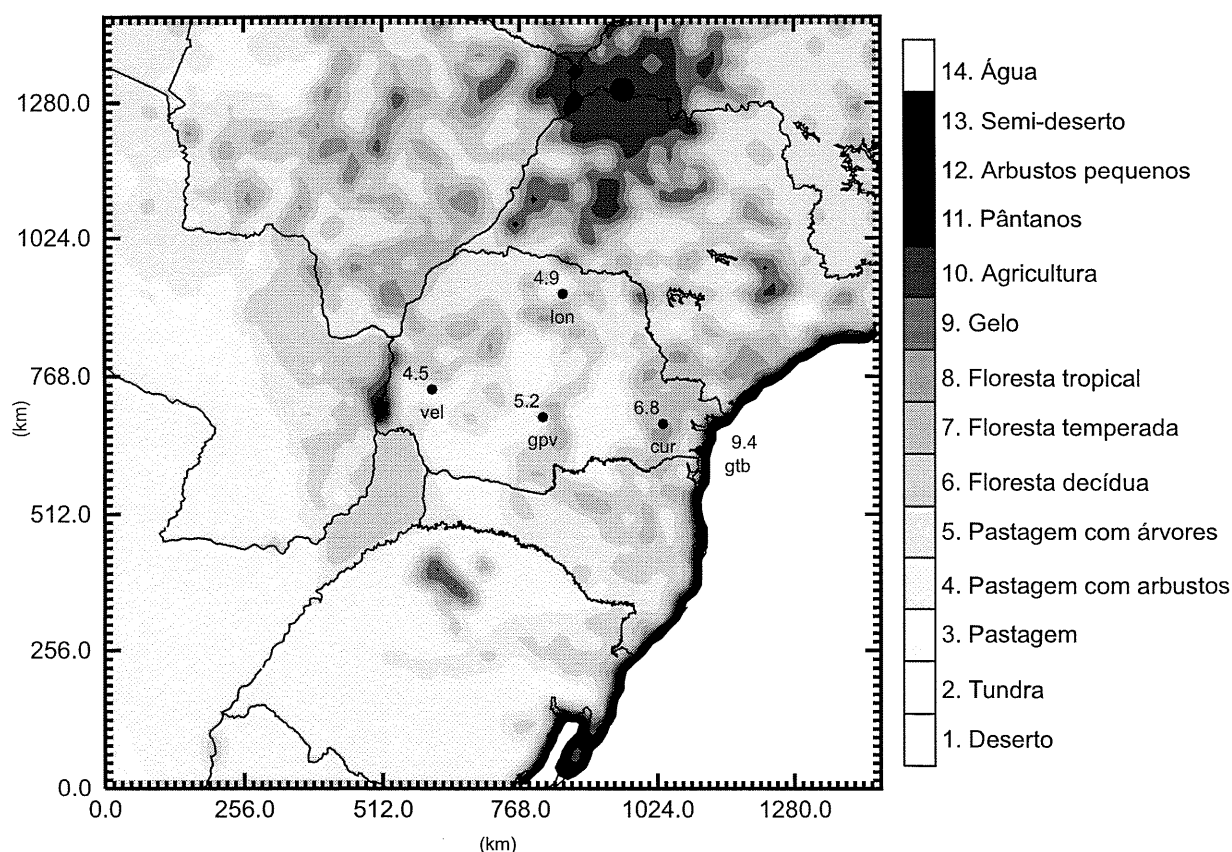 1280.0
1024.0
768.0
512.0
256.0
0.0
(km)
0.0
256.0
512.0
768.0
1024.0
1280.0
(km)
4.9
lon
4.5
vel
5.2
gpv
6.8
cur
9.4
gtb
14. Água
13. Semi-deserto
12. Arbustos pequenos
11. Pântanos
10. Agricultura
9. Gelo
8. Floresta tropical
7. Floresta temperada
6. Floresta decídua
5. Pastagem com árvores
4. Pastagem com arbustos
3. Pastagem
2. Tundra
1. Deserto